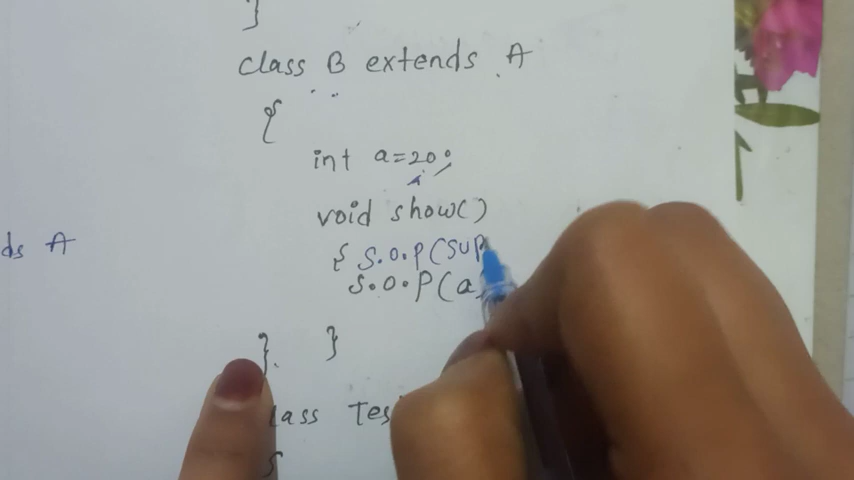 }
class B extends A
{
int a=20;
void show()
ds A
{ S.O.P(SUP
S.O.P(a
} }
lass Tes
{